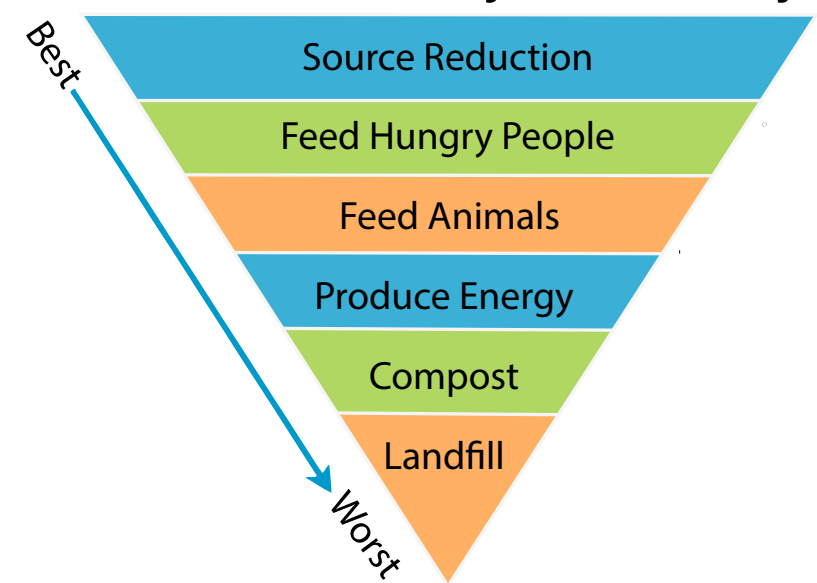 Best
Source Reduction
Feed Hungry People
Feed Animals
Produce Energy
Compost
Landfill
Worst